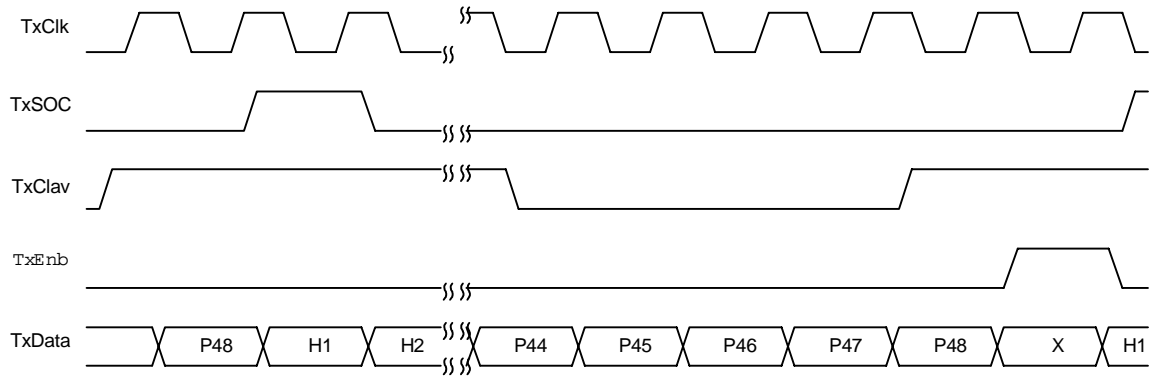 TxClk
TxSOC
TxClav
TxEnb
TxData P48 H1 H2 P44 P45 P46 P47 P48 X H1